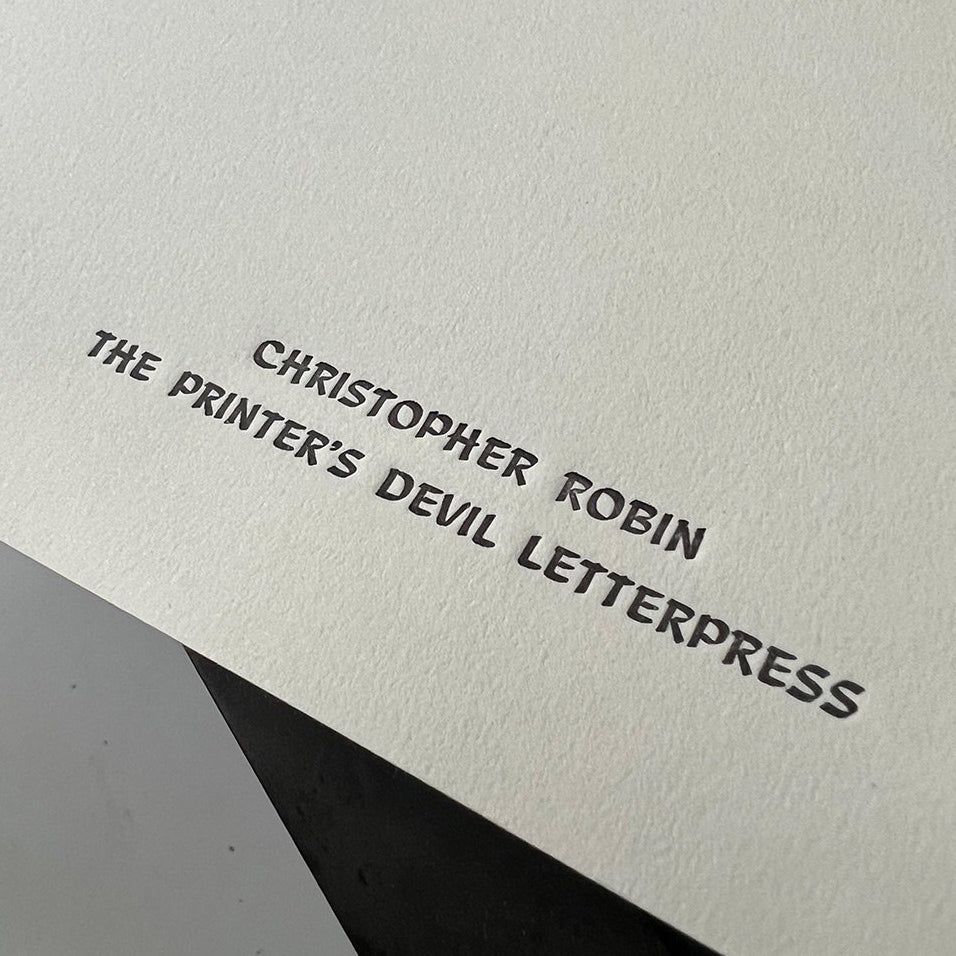 CHRISTOPHER ROBIN
THE PRINTER'S DEVIL LETTERPRESS